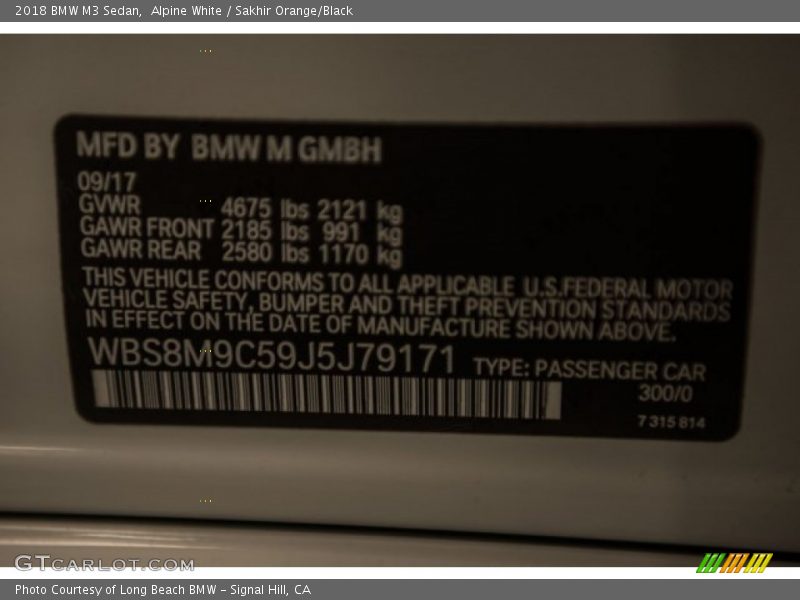 2018 BMW M3 Sedan,  Alpine White / Sakhir Orange/Black
MFD BY BMW M GMBH
09/17
GVWR 4675 lbs 2121 kg
GAWR FRONT 2185 lbs 991 kg
GAWR REAR 2580 lbs 1170 kg
THIS VEHICLE CONFORMS TO ALL APPLICABLE U.S.FEDERAL MOTOR
VEHICLE SAFETY, BUMPER AND THEFT PREVENTION STANDARDS
IN EFFECT ON THE DATE OF MANUFACTURE SHOWN ABOVE.
WBS8M9C59J5J79171 TYPE: PASSENGER CAR
300/0
7 315 814
GTCARLOT.COM
Photo Courtesy of Long Beach BMW - Signal Hill, CA